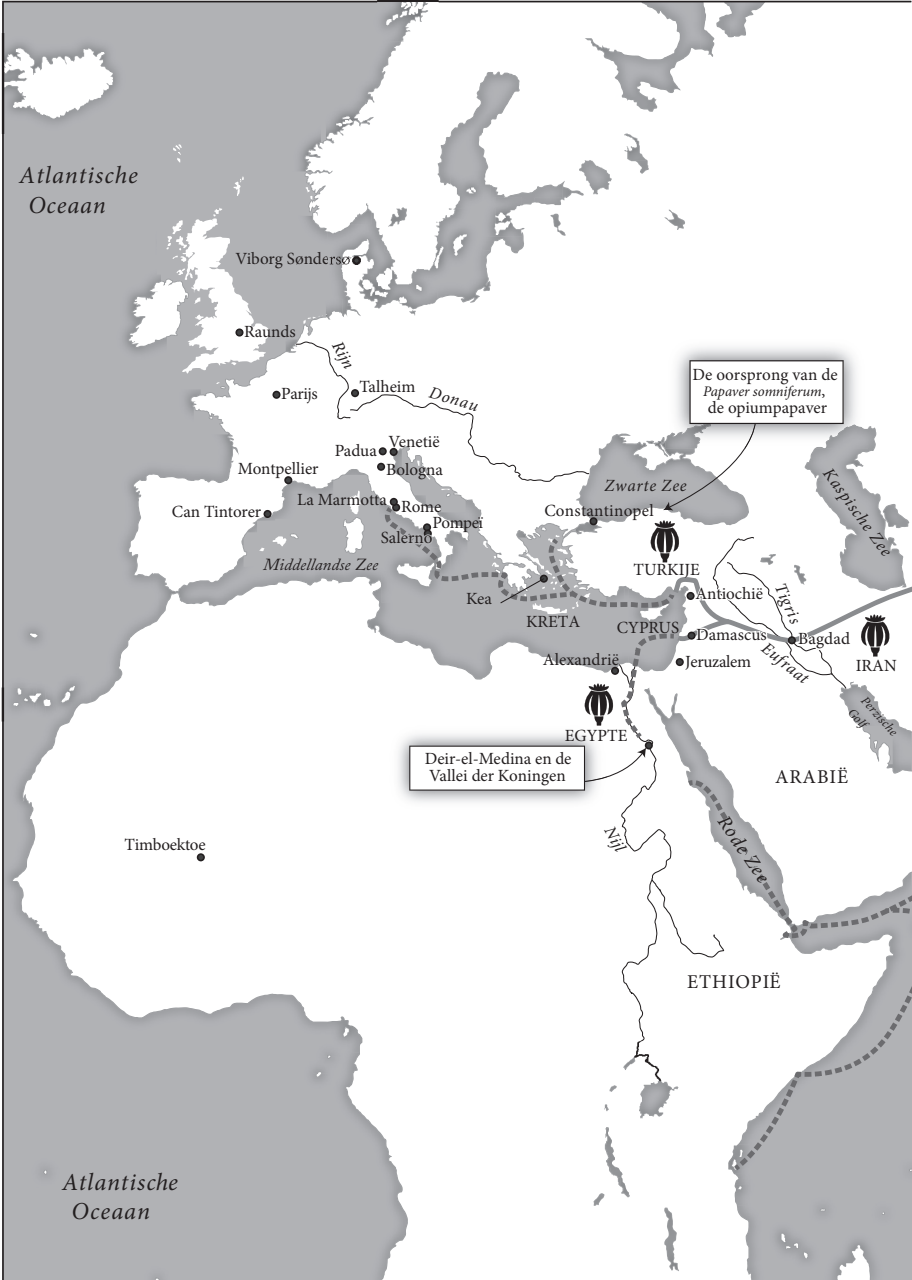 Atlantische
Oceaan
Viborg Søndersø
Raunds
Rijn
Parijs
Talheim
Donau
De oorsprong van de
Papaver somniferum,
de opiumpapaver
Padua
Venetië
Bologna
Montpellier
La Marmotta
Rome
Can Tintorer
Pompeï
Salerno
Zwarte Zee
Kaspische Zee
Constantinopel
Middellandse Zee
TURKIJE
Kea
Antiochië
Tigris
KRETA
CYPRUS
Damascus
Bagdad
Eufraat
IRAN
Alexandrië
Jeruzalem
Perzische
Golf
EGYPTE
Deir-el-Medina en de
Vallei der Koningen
ARABIË
Nijl
Rode Zee
Timboektoe
ETHIOPIË
Atlantische
Oceaan